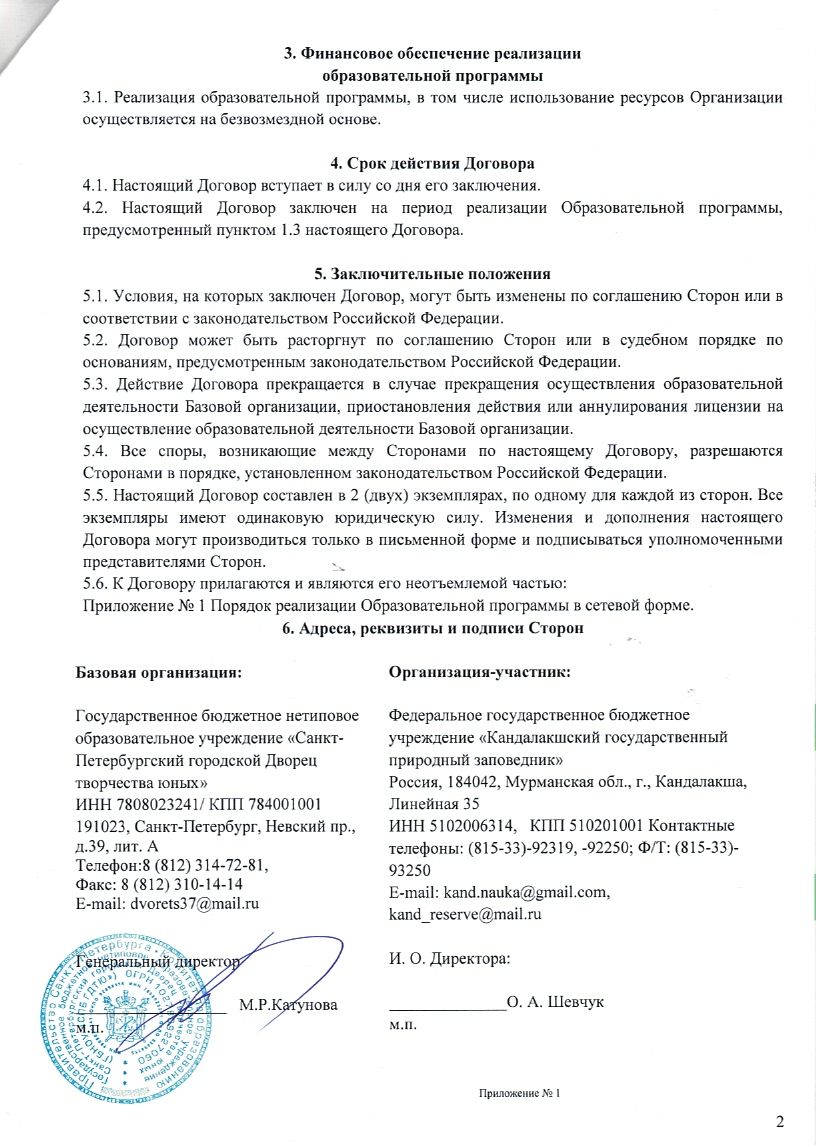 3. Финансовое обеспечение реализации
образовательной программы
3.1. Реализация образовательной программы, в том числе использование ресурсов Организации
осуществляется на безвозмездной основе.
4. Срок действия Договора
4.1. Настоящий Договор вступает в силу со дня его заключения.
4.2. Настоящий Договор заключен на период реализации Образовательной программы,
предусмотренный пунктом 1.3 настоящего Договора.
5. Заключительные положения
5.1. Условия, на которых заключен Договор, могут быть изменены по соглашению Сторон или в
соответствии с законодательством Российской Федерации.
5.2. Договор может быть расторгнут по соглашению Сторон или в судебном порядке по
основаниям, предусмотренным законодательством Российской Федерации.
5.3. Действие Договора прекращается в случае прекращения осуществления образовательной
деятельности Базовой организации, приостановления действия или аннулирования лицензии на
осуществление образовательной деятельности Базовой организации.
5.4. Все споры, возникающие между Сторонами по настоящему Договору, разрешаются
Сторонами в порядке, установленном законодательством Российской Федерации.
5.5. Настоящий Договор составлен в 2 (двух) экземплярах, по одному для каждой из сторон. Все
экземпляры имеют одинаковую юридическую силу. Изменения и дополнения настоящего
Договора могут производиться только в письменной форме и подписываться уполномоченными
представителями Сторон.
5.6. К Договору прилагаются и являются его неотъемлемой частью:
Приложение № 1 Порядок реализации Образовательной программы в сетевой форме.
6. Адреса, реквизиты и подписи Сторон
Базовая организация:
Государственное бюджетное нетиповое
образовательное учреждение «Санкт-
Петербургский городской Дворец
творчества юных»
ИНН 7808023241/ КПП 784001001
191023, Санкт-Петербург, Невский пр.,
д.39, лит. А
Телефон:8 (812) 314-72-81,
Факс: 8 (812) 310-14-14
E-mail: dvorets37@mail.ru
Генеральный директор
М.Р.Катунова
м.п.
Организация-участник:
Федеральное государственное бюджетное
учреждение «Кандалакшский государственный
природный заповедник»
Россия, 184042, Мурманская обл., г., Кандалакша,
Линейная 35
ИНН 5102006314, КПП 510201001 Контактные
телефоны: (815-33)-92319, -92250; Ф/Т: (815-33)-
93250
E-mail: kand.nauka@gmail.com,
kand_reserve@mail.ru
И. О. Директора:
О. А. Шевчук
м.п.
Приложение № 1
2